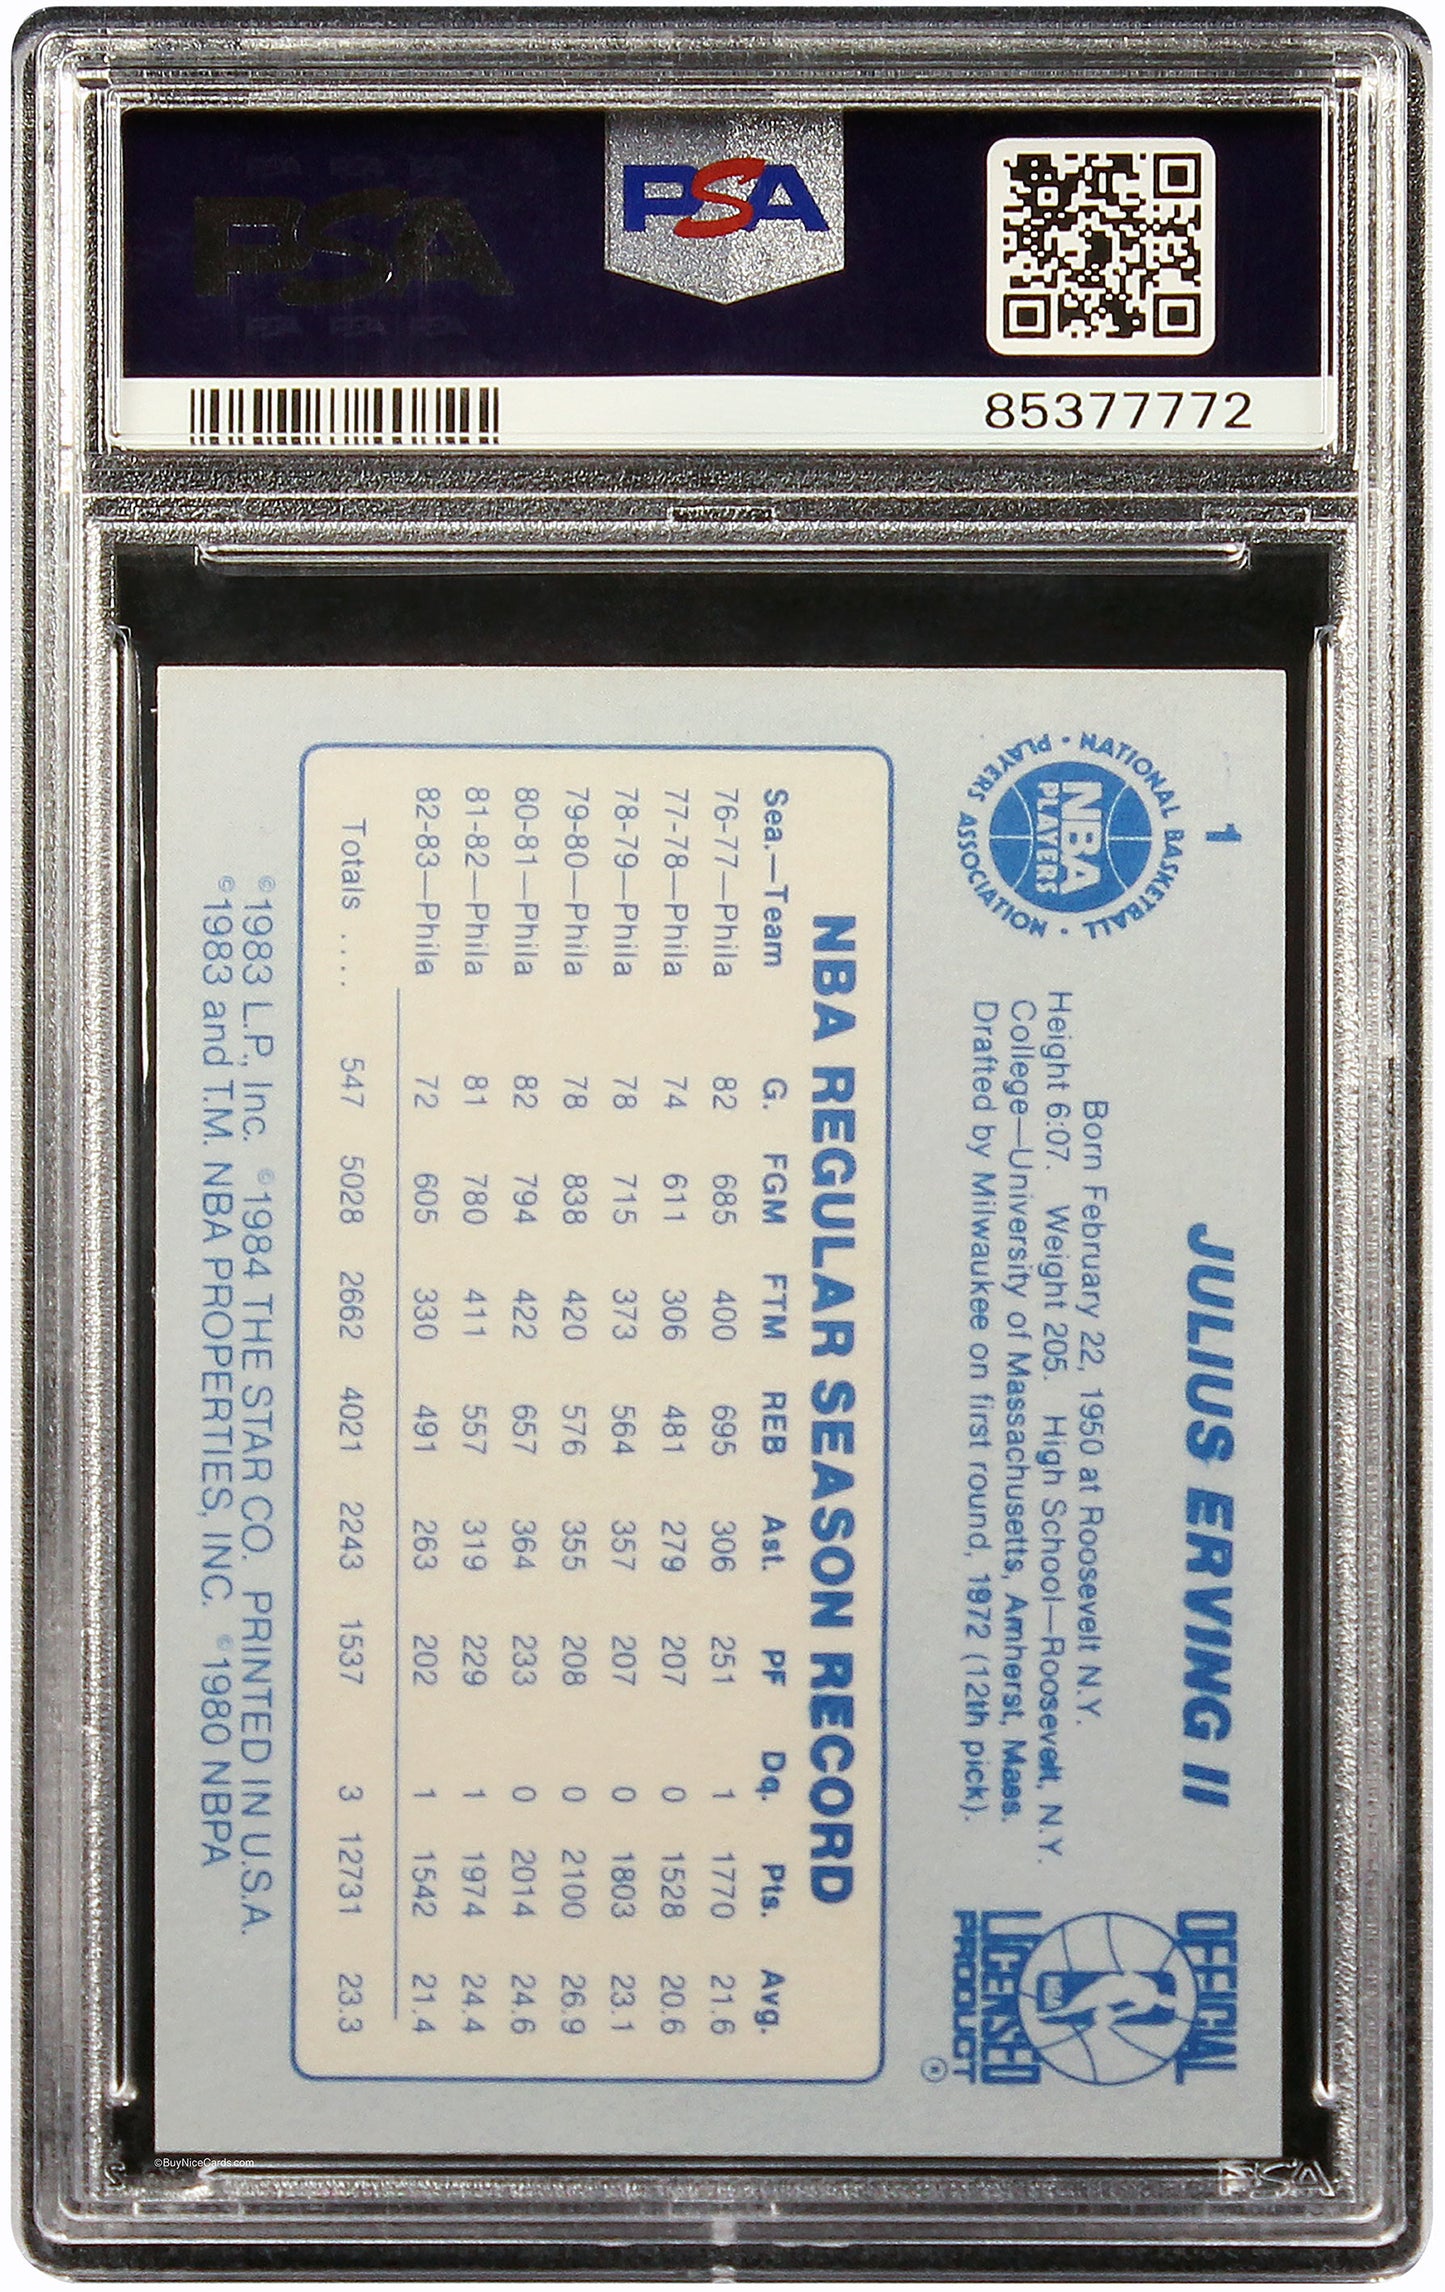 PSA
PSA
85377772
1
JULIUS ERVING II
NATIONAL BASKETBALL
PLAYERS ASSOCIATION
NBA
PLAYERS
Born February 22, 1950 at Roosevelt N.Y.
Height 6:07. Weight 205. High School—Roosevelt, N.Y.
College—University of Massachusetts, Amherst, Mass.
Drafted by Milwaukee on first round, 1972 (12th pick).
OFFICIAL
NBA
LICENSED
PRODUCT
®
NBA REGULAR SEASON RECORD
Sea.—Team G. FGM FTM REB Ast. PF Dq. Pts. Avg.
76-77—Phila 82 685 400 695 306 251 1 1770 21.6
77-78—Phila 74 611 306 481 279 207 0 1528 20.6
78-79—Phila 78 715 373 564 357 207 0 1803 23.1
79-80—Phila 78 838 420 576 355 208 0 2100 26.9
80-81—Phila 82 794 422 657 364 233 0 2014 24.6
81-82—Phila 81 780 411 557 319 229 1 1974 24.4
82-83—Phila 72 605 330 491 263 202 1 1542 21.4
Totals .... 547 5028 2662 4021 2243 1537 3 12731 23.3
©1983 L.P., Inc. ©1984 THE STAR CO. PRINTED IN U.S.A.
©1983 and T.M. NBA PROPERTIES, INC. ©1980 NBPA
©BuyNiceCards.com
PSA